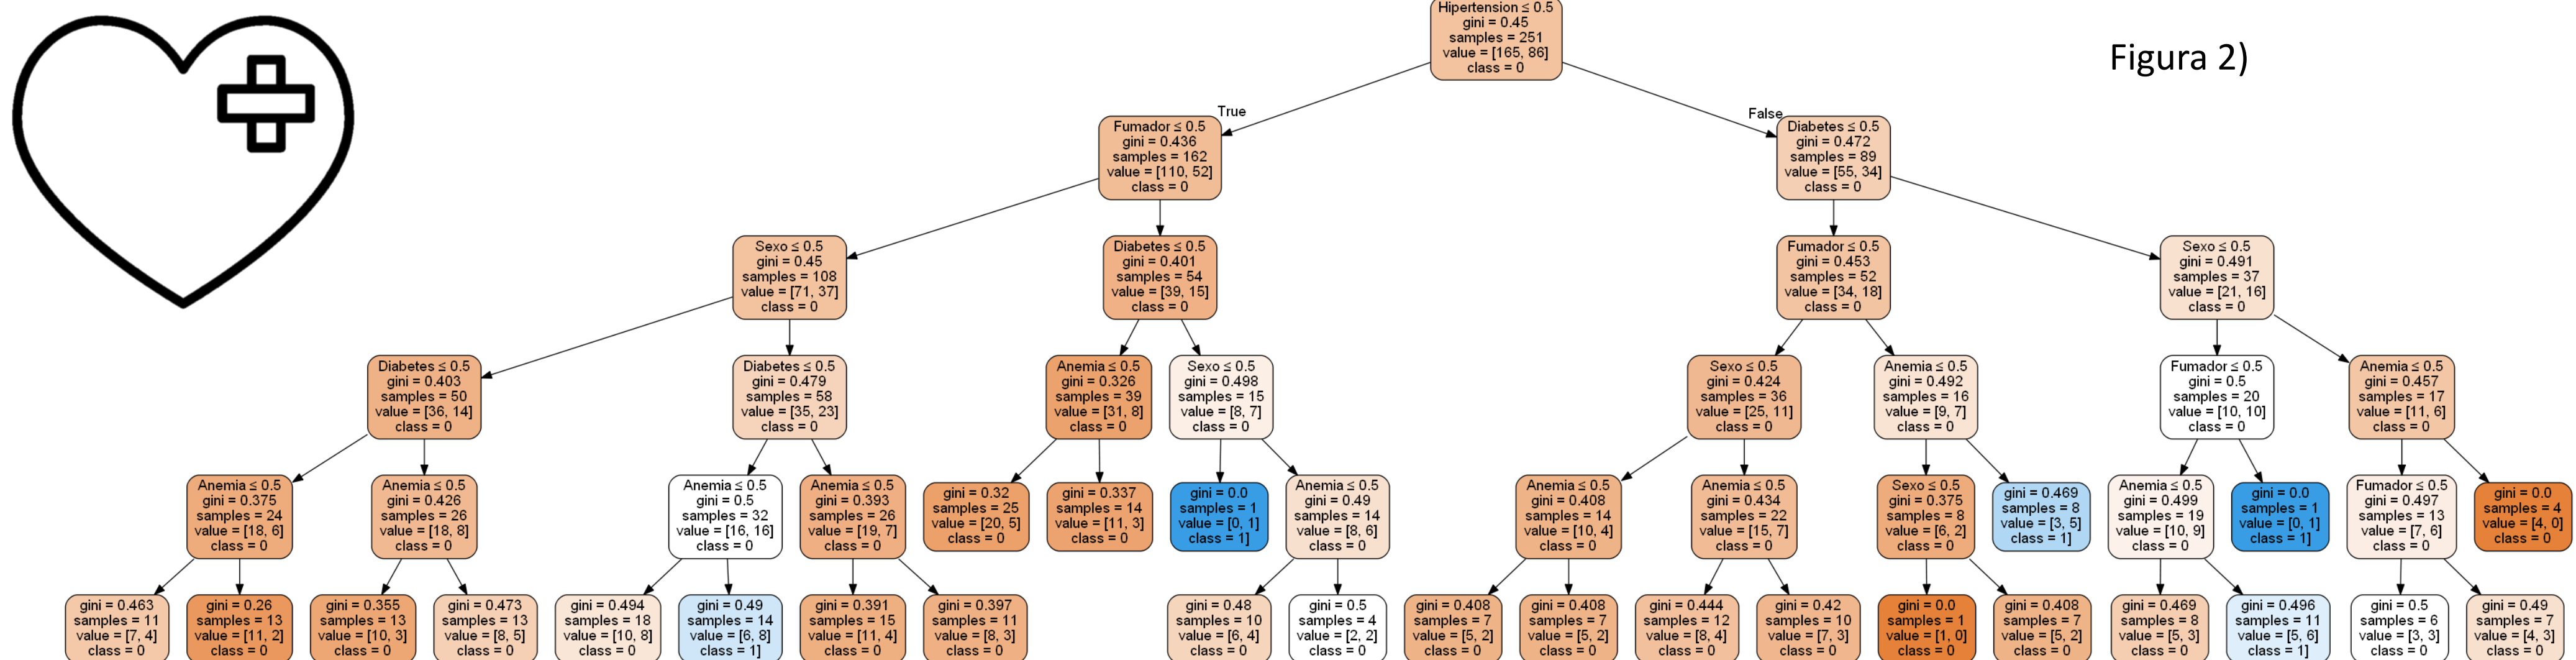 Figura 2)
Hipertension ≤ 0.5
gini = 0.45
samples = 251
value = [165, 86]
class = 0
True
False
Fumador ≤ 0.5
gini = 0.436
samples = 162
value = [110, 52]
class = 0
Diabetes ≤ 0.5
gini = 0.472
samples = 89
value = [55, 34]
class = 0
Sexo ≤ 0.5
gini = 0.45
samples = 108
value = [71, 37]
class = 0
Diabetes ≤ 0.5
gini = 0.401
samples = 54
value = [39, 15]
class = 0
Fumador ≤ 0.5
gini = 0.453
samples = 52
value = [34, 18]
class = 0
Sexo ≤ 0.5
gini = 0.491
samples = 37
value = [21, 16]
class = 0
Diabetes ≤ 0.5
gini = 0.403
samples = 50
value = [36, 14]
class = 0
Diabetes ≤ 0.5
gini = 0.479
samples = 58
value = [35, 23]
class = 0
Anemia ≤ 0.5
gini = 0.326
samples = 39
value = [31, 8]
class = 0
Sexo ≤ 0.5
gini = 0.498
samples = 15
value = [8, 7]
class = 0
Sexo ≤ 0.5
gini = 0.424
samples = 36
value = [25, 11]
class = 0
Anemia ≤ 0.5
gini = 0.492
samples = 16
value = [9, 7]
class = 0
Fumador ≤ 0.5
gini = 0.5
samples = 20
value = [10, 10]
class = 0
Anemia ≤ 0.5
gini = 0.457
samples = 17
value = [11, 6]
class = 0
Anemia ≤ 0.5
gini = 0.375
samples = 24
value = [18, 6]
class = 0
Anemia ≤ 0.5
gini = 0.426
samples = 26
value = [18, 8]
class = 0
Anemia ≤ 0.5
gini = 0.5
samples = 32
value = [16, 16]
class = 0
Anemia ≤ 0.5
gini = 0.393
samples = 26
value = [19, 7]
class = 0
gini = 0.32
samples = 25
value = [20, 5]
class = 0
gini = 0.337
samples = 14
value = [11, 3]
class = 0
gini = 0.0
samples = 1
value = [0, 1]
class = 1]
Anemia ≤ 0.5
gini = 0.49
samples = 14
value = [8, 6]
class = 0
Anemia ≤ 0.5
gini = 0.408
samples = 14
value = [10, 4]
class = 0
Anemia ≤ 0.5
gini = 0.434
samples = 22
value = [15, 7]
class = 0
Sexo ≤ 0.5
gini = 0.375
samples = 8
value = [6, 2]
class = 0
gini = 0.469
samples = 8
value = [3, 5]
class = 1]
Anemia ≤ 0.5
gini = 0.499
samples = 19
value = [10, 9]
class = 0
gini = 0.0
samples = 1
value = [0, 1]
class = 1]
Fumador ≤ 0.5
gini = 0.497
samples = 13
value = [7, 6]
class = 0
gini = 0.0
samples = 4
value = [4, 0]
class = 0
gini = 0.463
samples = 11
value = [7, 4]
class = 0
gini = 0.26
samples = 13
value = [11, 2]
class = 0
gini = 0.355
samples = 13
value = [10, 3]
class = 0
gini = 0.473
samples = 13
value = [8, 5]
class = 0
gini = 0.494
samples = 18
value = [10, 8]
class = 0
gini = 0.49
samples = 14
value = [6, 8]
class = 1]
gini = 0.391
samples = 15
value = [11, 4]
class = 0
gini = 0.397
samples = 11
value = [8, 3]
class = 0
gini = 0.48
samples = 10
value = [6, 4]
class = 0
gini = 0.5
samples = 4
value = [2, 2]
class = 0
gini = 0.408
samples = 7
value = [5, 2]
class = 0
gini = 0.408
samples = 7
value = [5, 2]
class = 0
gini = 0.444
samples = 12
value = [8, 4]
class = 0
gini = 0.42
samples = 10
value = [7, 3]
class = 0
gini = 0.0
samples = 1
value = [1, 0]
class = 0
gini = 0.408
samples = 7
value = [5, 2]
class = 0
gini = 0.469
samples = 8
value = [5, 3]
class = 0
gini = 0.496
samples = 11
value = [5, 6]
class = 1]
gini = 0.5
samples = 6
value = [3, 3]
class = 0
gini = 0.49
samples = 7
value = [4, 3]
class = 0